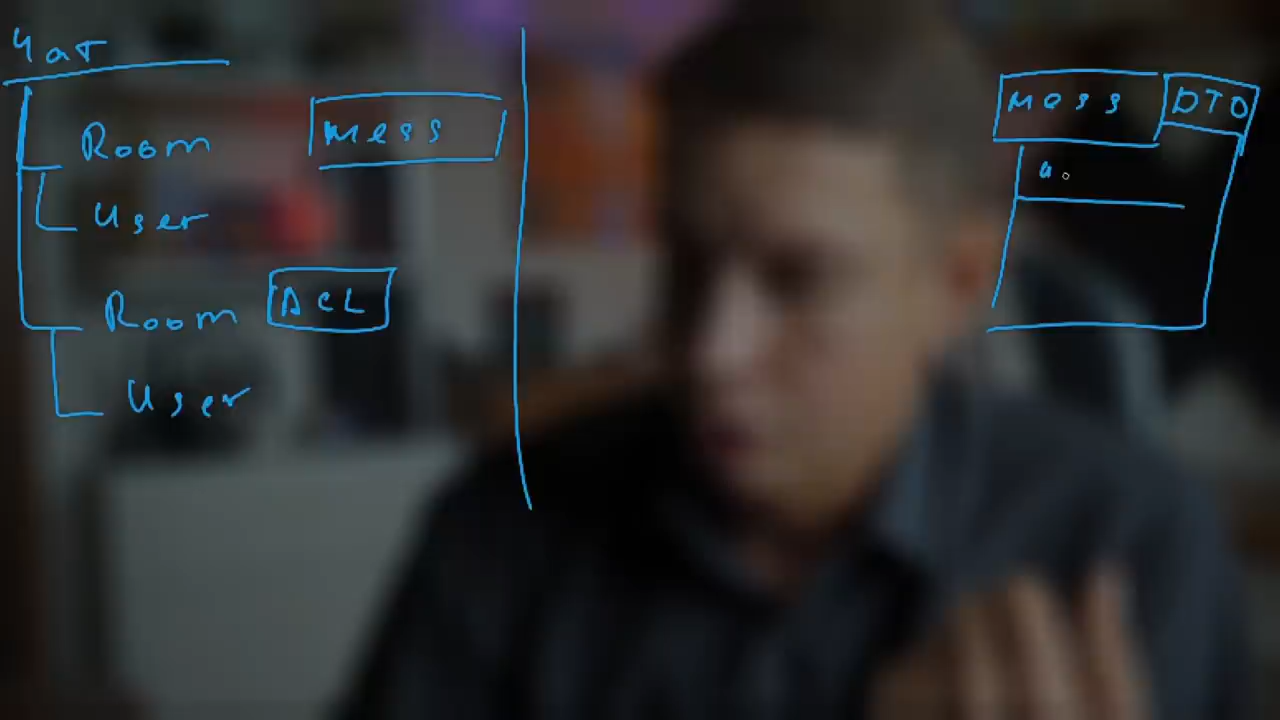 Чат
Room
Mess
User
Room
ACL
User
Mess
DTO